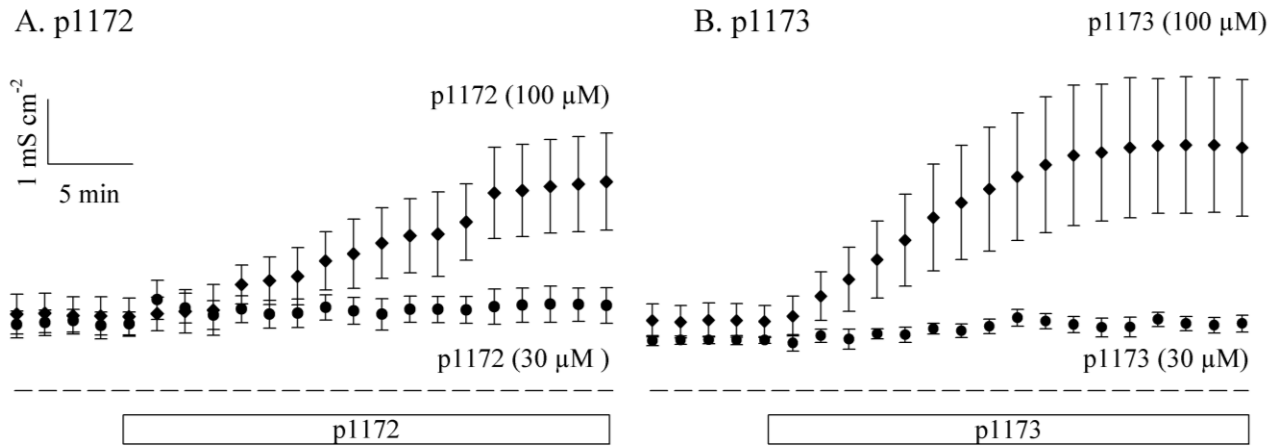 A. p1172
1 mS cm-2
5 min
p1172 (100 µM)
p1172 (30 µM )
p1172
B. p1173
p1173 (100 µM)
p1173 (30 µM)
p1173